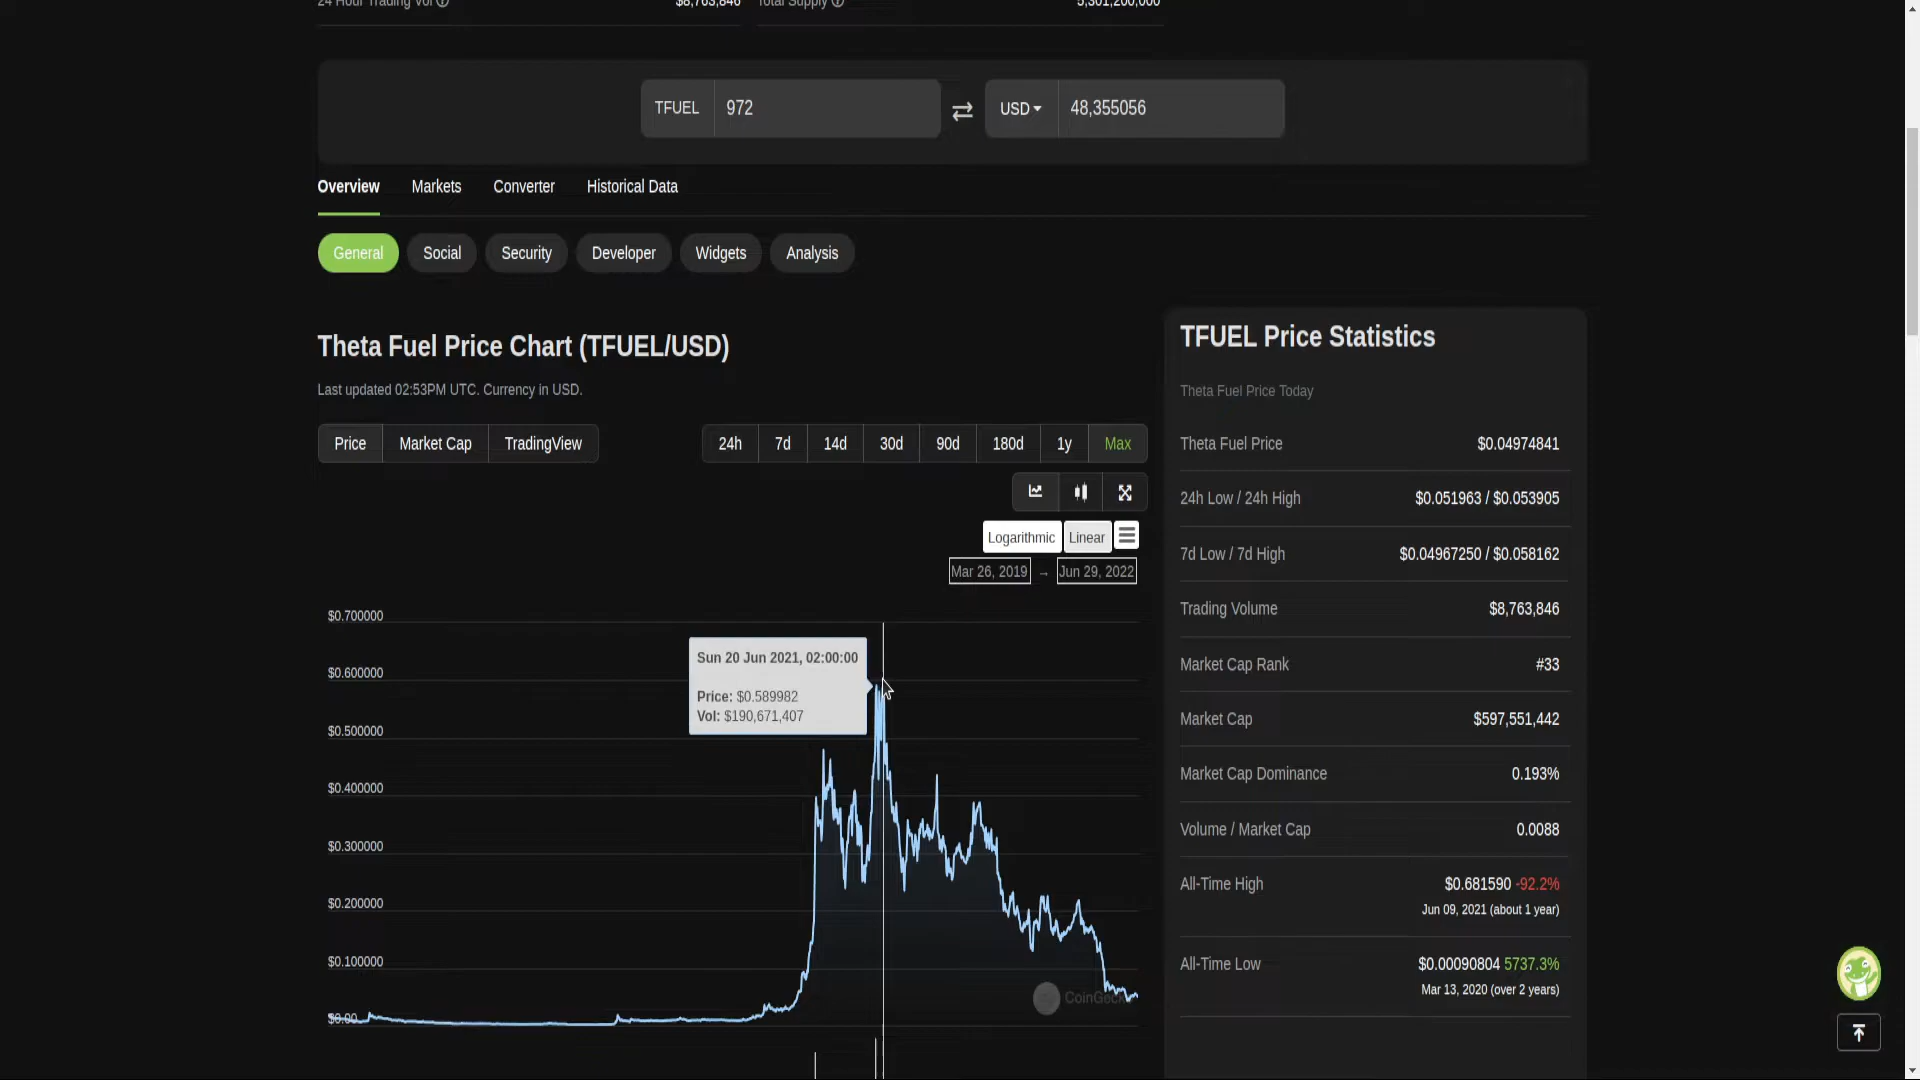 24 Hour Trading Vol $8,763,846 Total Supply 5,301,200,000
TFUEL 972 USD 48,355056
Overview Markets Converter Historical Data
General Social Security Developer Widgets Analysis
Theta Fuel Price Chart (TFUEL/USD)
Last updated 02:53PM UTC. Currency in USD.
Price Market Cap TradingView 24h 7d 14d 30d 90d 180d 1y Max
Logarithmic Linear
Mar 26, 2019 → Jun 29, 2022
$0.700000
$0.600000
$0.500000
$0.400000
$0.300000
$0.200000
$0.100000
$0.00
Sun 20 Jun 2021, 02:00:00
Price: $0.589982
Vol: $190,671,407
CoinGecko
TFUEL Price Statistics
Theta Fuel Price Today
Theta Fuel Price $0.04974841
24h Low / 24h High $0.051963 / $0.053905
7d Low / 7d High $0.04967250 / $0.058162
Trading Volume $8,763,846
Market Cap Rank #33
Market Cap $597,551,442
Market Cap Dominance 0.193%
Volume / Market Cap 0.0088
All-Time High $0.681590 -92.2%
Jun 09, 2021 (about 1 year)
All-Time Low $0.00090804 5737.3%
Mar 13, 2020 (over 2 years)